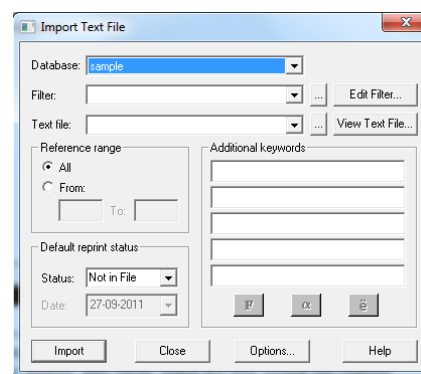 Import Text File
Database: sample
Filter: ... Edit Filter...
Text file: ... View Text File...
Reference range
All
From:
To:
Additional keywords
Default reprint status
Status: Not in File
Date: 27-09-2011
F α ë
Import Close Options... Help